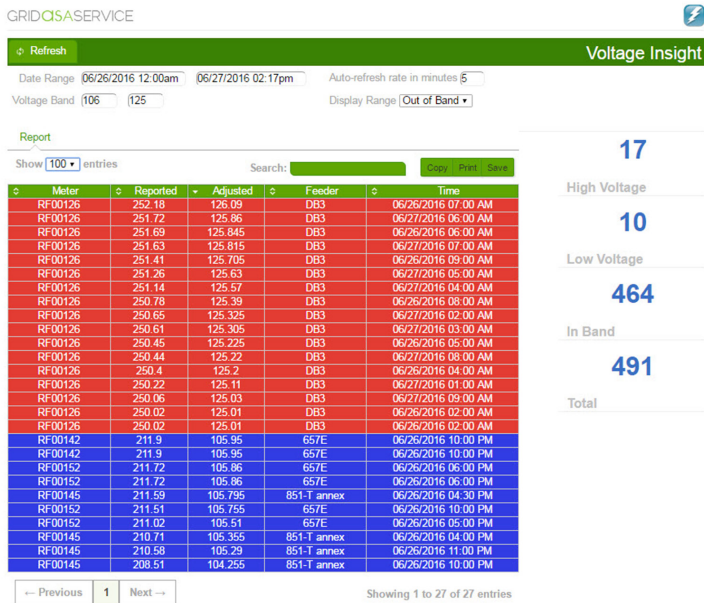 GRIDasASERVICE
Refresh
Voltage Insight
Date Range 06/26/2016 12:00am 06/27/2016 02:17pm Auto-refresh rate in minutes 5
Voltage Band 106 125 Display Range Out of Band
Report
Show 100 entries Search: Copy Print Save
Meter Reported Adjusted Feeder Time
RF00126 252.18 126.09 DB3 06/26/2016 07:00 AM
RF00126 251.72 125.86 DB3 06/27/2016 06:00 AM
RF00126 251.69 125.845 DB3 06/26/2016 06:00 AM
RF00126 251.63 125.815 DB3 06/27/2016 07:00 AM
RF00126 251.41 125.705 DB3 06/26/2016 09:00 AM
RF00126 251.26 125.63 DB3 06/27/2016 05:00 AM
RF00126 251.14 125.57 DB3 06/27/2016 04:00 AM
RF00126 250.78 125.39 DB3 06/26/2016 08:00 AM
RF00126 250.65 125.325 DB3 06/27/2016 02:00 AM
RF00126 250.61 125.305 DB3 06/27/2016 03:00 AM
RF00126 250.45 125.225 DB3 06/26/2016 05:00 AM
RF00126 250.44 125.22 DB3 06/27/2016 08:00 AM
RF00126 250.4 125.2 DB3 06/26/2016 04:00 AM
RF00126 250.22 125.11 DB3 06/27/2016 01:00 AM
RF00126 250.06 125.03 DB3 06/27/2016 09:00 AM
RF00126 250.02 125.01 DB3 06/26/2016 02:00 AM
RF00126 250.02 125.01 DB3 06/26/2016 02:00 AM
RF00142 211.9 105.95 657E 06/26/2016 10:00 PM
RF00142 211.9 105.95 657E 06/26/2016 10:00 PM
RF00152 211.72 105.86 657E 06/26/2016 06:00 PM
RF00152 211.72 105.86 657E 06/26/2016 06:00 PM
RF00145 211.59 105.795 851-T annex 06/26/2016 04:30 PM
RF00152 211.51 105.755 657E 06/26/2016 10:00 PM
RF00152 211.02 105.51 657E 06/26/2016 05:00 PM
RF00145 210.71 105.355 851-T annex 06/26/2016 04:00 PM
RF00145 210.58 105.29 851-T annex 06/26/2016 11:00 PM
RF00145 208.51 104.255 851-T annex 06/26/2016 10:00 PM
← Previous 1 Next → Showing 1 to 27 of 27 entries
17
High Voltage
10
Low Voltage
464
In Band
491
Total